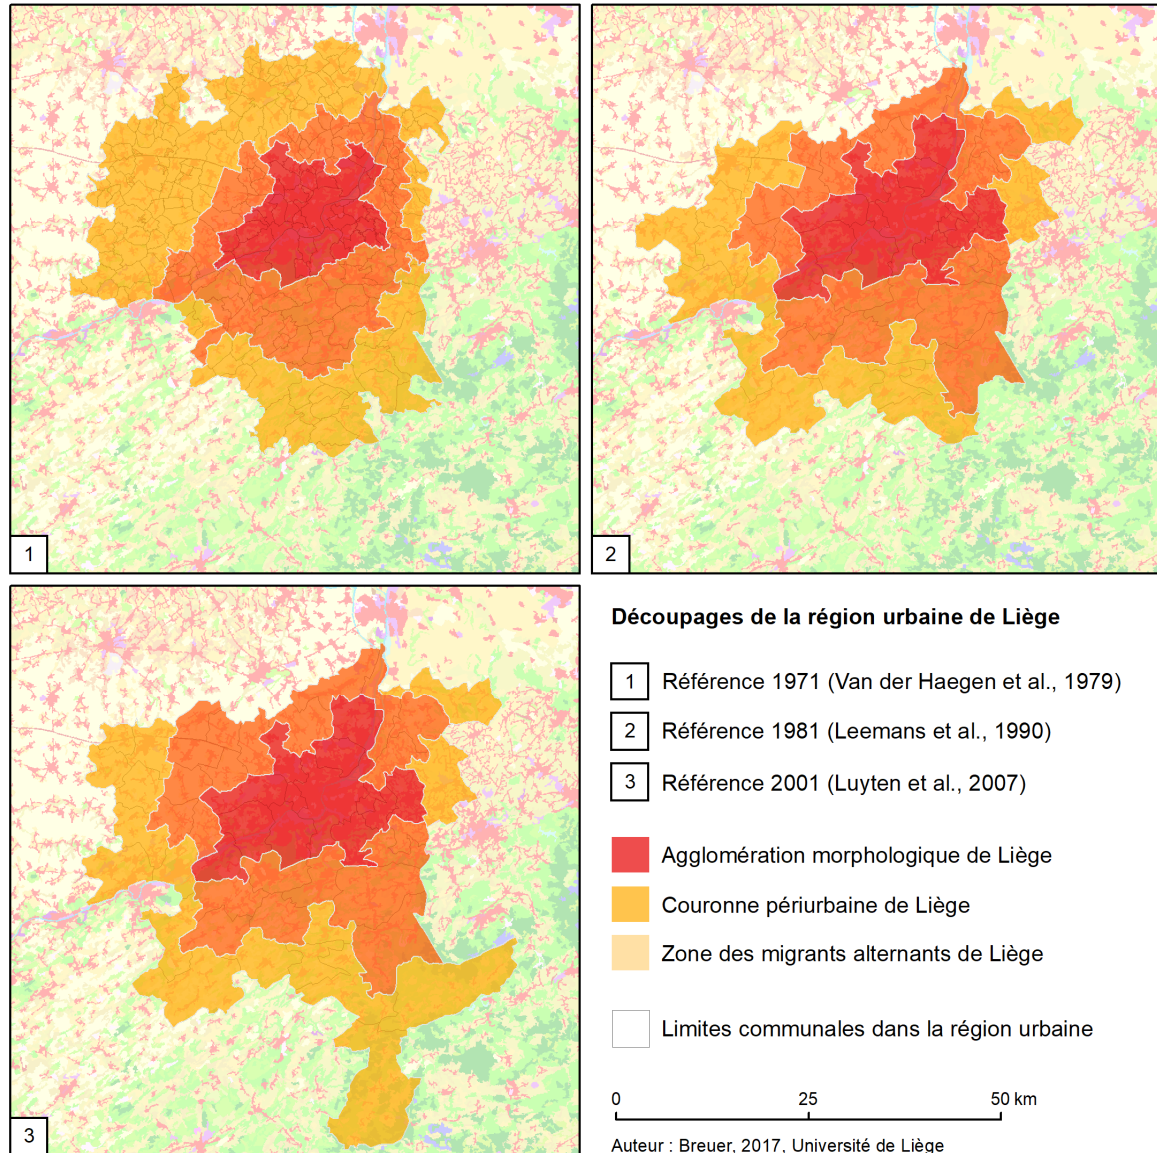 1
2
3
Découpages de la région urbaine de Liège
1 Référence 1971 (Van der Haegen et al., 1979)
2 Référence 1981 (Leemans et al., 1990)
3 Référence 2001 (Luyten et al., 2007)
Agglomération morphologique de Liège
Couronne périurbaine de Liège
Zone des migrants alternants de Liège
Limites communales dans la région urbaine
0 25 50 km
Auteur : Breuer, 2017, Université de Liège